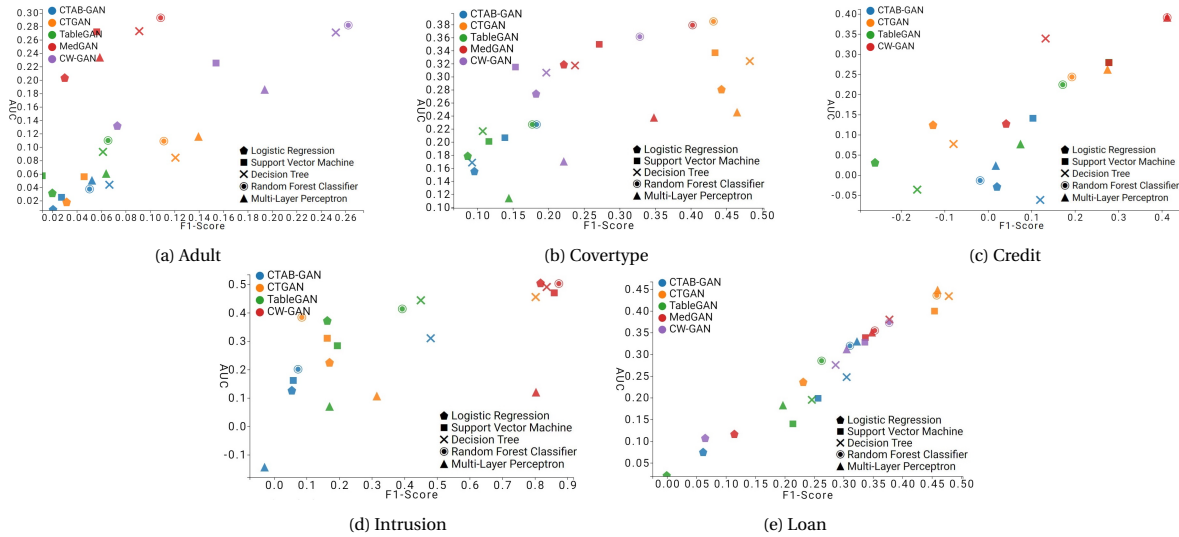 CTAB-GAN
CTGAN
TableGAN
MedGAN
CW-GAN
AUC
0.30
0.28
0.26
0.24
0.22
0.20
0.18
0.16
0.14
0.12
0.10
0.08
0.06
0.04
0.02
Logistic Regression
Support Vector Machine
Decision Tree
Random Forest Classifier
Multi-Layer Perceptron
0.02 0.04 0.06 0.08 0.10 0.12 0.14 0.16 0.18 0.20 0.22 0.24 0.26
F1-Score
(a) Adult
CTAB-GAN
CTGAN
TableGAN
MedGAN
CW-GAN
AUC
0.38
0.36
0.34
0.32
0.30
0.28
0.26
0.24
0.22
0.20
0.18
0.16
0.14
0.12
0.10
Logistic Regression
Support Vector Machine
Decision Tree
Random Forest Classifier
Multi-Layer Perceptron
0.10 0.15 0.20 0.25 0.30 0.35 0.40 0.45 0.50
F1-Score
(b) Covertype
CTAB-GAN
CTGAN
TableGAN
CW-GAN
AUC
0.40
0.35
0.30
0.25
0.20
0.15
0.10
0.05
0.00
-0.05
Logistic Regression
Support Vector Machine
Decision Tree
Random Forest Classifier
Multi-Layer Perceptron
-0.2 -0.1 0.0 0.1 0.2 0.3 0.4
F1-Score
(c) Credit
CTAB-GAN
CTGAN
TableGAN
CW-GAN
AUC
0.5
0.4
0.3
0.2
0.1
0.0
-0.1
Logistic Regression
Support Vector Machine
Decision Tree
Random Forest Classifier
Multi-Layer Perceptron
0.0 0.1 0.2 0.3 0.4 0.5 0.6 0.7 0.8 0.9
F1-Score
(d) Intrusion
CTAB-GAN
CTGAN
TableGAN
MedGAN
CW-GAN
AUC
0.45
0.40
0.35
0.30
0.25
0.20
0.15
0.10
0.05
Logistic Regression
Support Vector Machine
Decision Tree
Random Forest Classifier
Multi-Layer Perceptron
0.00 0.05 0.10 0.15 0.20 0.25 0.30 0.35 0.40 0.45 0.50
F1-Score
(e) Loan